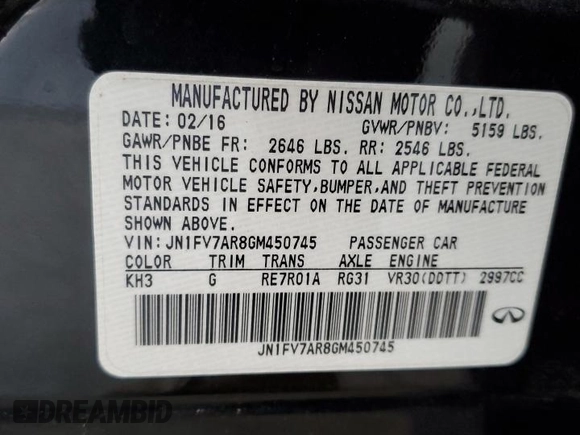 MANUFACTURED BY NISSAN MOTOR CO.,LTD.
DATE: 02/16 GVWR/PNBV: 5159 LBS.
GAWR/PNBE FR: 2646 LBS. RR: 2546 LBS.
THIS VEHICLE CONFORMS TO ALL APPLICABLE FEDERAL
MOTOR VEHICLE SAFETY,BUMPER,AND THEFT PREVENTION
STANDARDS IN EFFECT ON THE DATE OF MANUFACTURE
SHOWN ABOVE.
VIN: JN1FV7AR8GM450745 PASSENGER CAR
COLOR TRIM TRANS AXLE ENGINE
KH3 G RE7R01A RG31 VR30(DDTT) 2997CC
JN1FV7AR8GM450745
DREAMBID